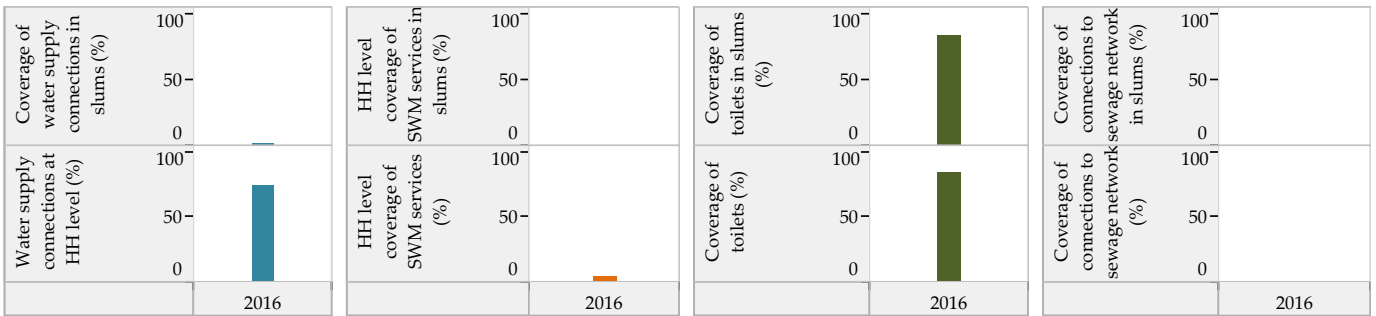 Coverage of
water supply
connections in
slums (%)
100
50
0
Water supply
connections at
HH level (%)
100
50
0
2016
HH level
coverage of
SWM services in
slums (%)
100
50
0
HH level
coverage of
SWM services
(%)
100
50
0
2016
Coverage of
toilets in slums
(%)
100
50
0
Coverage of
toilets (%)
100
50
0
2016
Coverage of
connections to
sewage network
in slums (%)
100
50
0
Coverage of
connections to
sewage network
(%)
100
50
0
2016